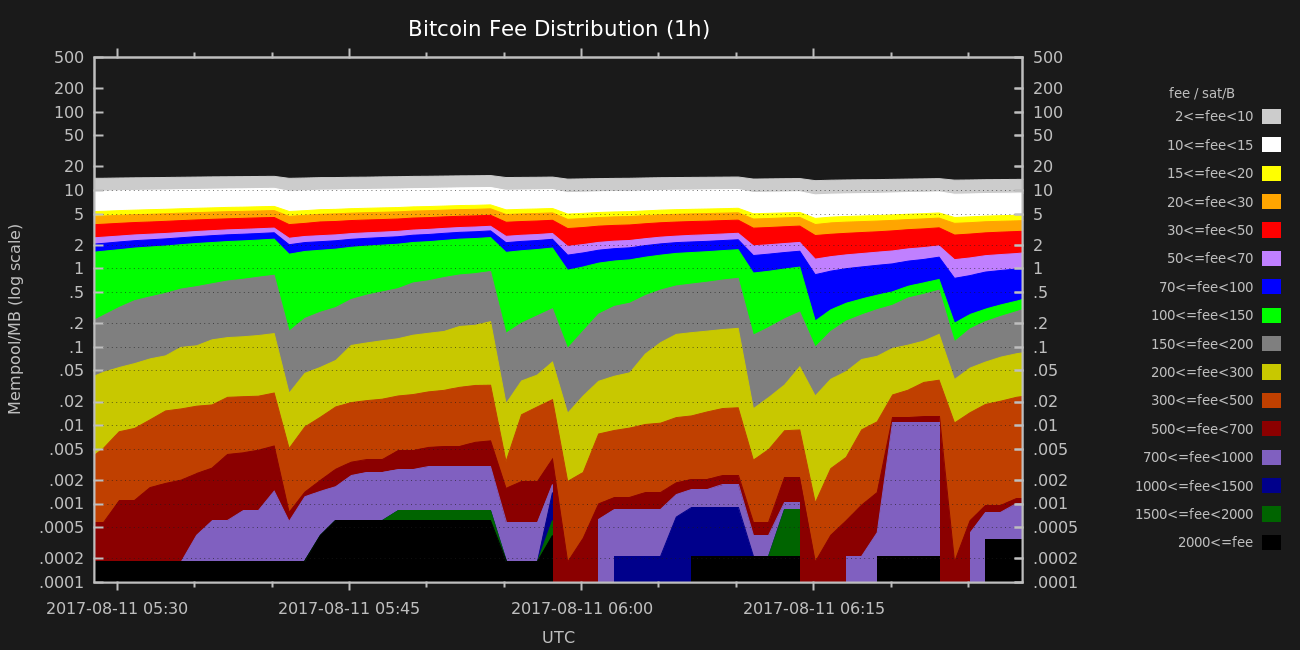 Bitcoin Fee Distribution (1h)
500
200
100
50
20
10
5
2
1
.5
.2
.1
.05
.02
.01
.005
.002
.001
.0005
.0002
.0001
Mempool/MB (log scale)
500
200
100
50
20
10
5
2
1
.5
.2
.1
.05
.02
.01
.005
.002
.001
.0005
.0002
.0001
2017-08-11 05:30
2017-08-11 05:45
2017-08-11 06:00
2017-08-11 06:15
UTC
fee / sat/B
2<=fee<10
10<=fee<15
15<=fee<20
20<=fee<30
30<=fee<50
50<=fee<70
70<=fee<100
100<=fee<150
150<=fee<200
200<=fee<300
300<=fee<500
500<=fee<700
700<=fee<1000
1000<=fee<1500
1500<=fee<2000
2000<=fee